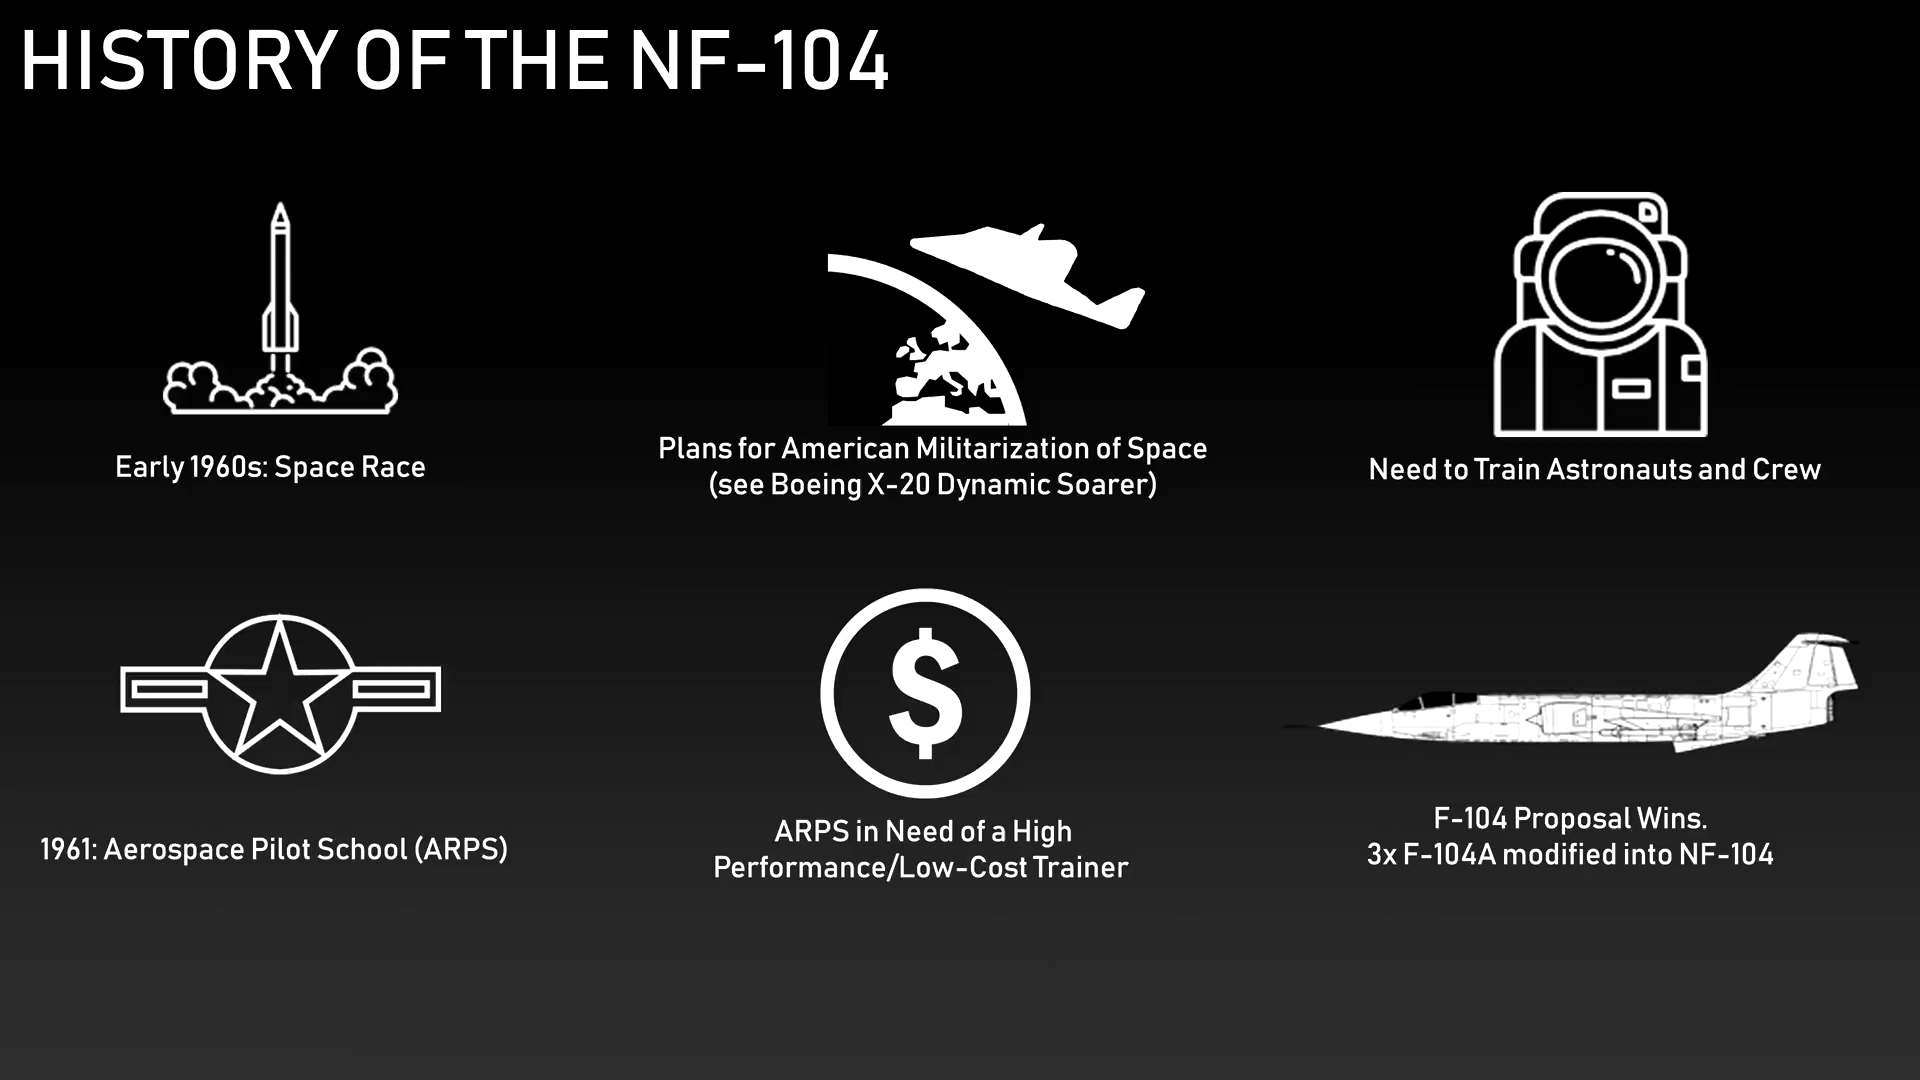 HISTORY OF THE NF-104
Early 1960s: Space Race
Plans for American Militarization of Space
(see Boeing X-20 Dynamic Soarer)
Need to Train Astronauts and Crew
1961: Aerospace Pilot School (ARPS)
ARPS in Need of a High
Performance/Low-Cost Trainer
F-104 Proposal Wins.
3x F-104A modified into NF-104